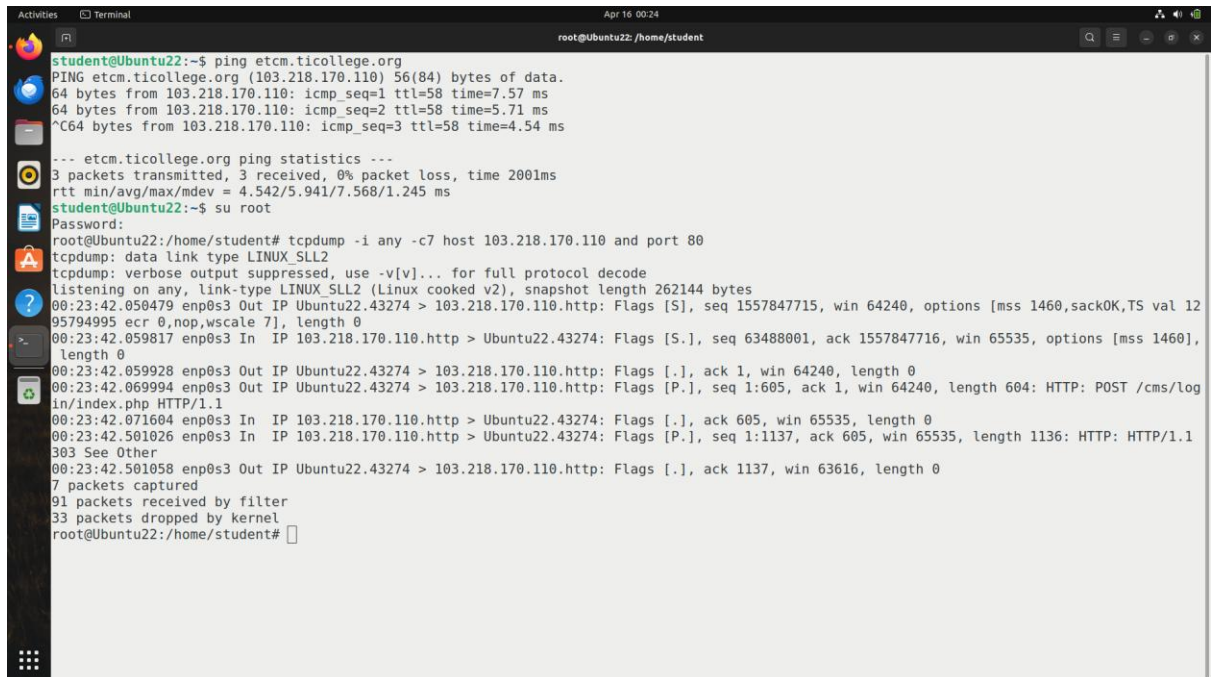 Activities Terminal Apr 16 00:24
root@Ubuntu22: /home/student
student@Ubuntu22:~$ ping etcm.ticollege.org
PING etcm.ticollege.org (103.218.170.110) 56(84) bytes of data.
64 bytes from 103.218.170.110: icmp_seq=1 ttl=58 time=7.57 ms
64 bytes from 103.218.170.110: icmp_seq=2 ttl=58 time=5.71 ms
^C64 bytes from 103.218.170.110: icmp_seq=3 ttl=58 time=4.54 ms
--- etcm.ticollege.org ping statistics ---
3 packets transmitted, 3 received, 0% packet loss, time 2001ms
rtt min/avg/max/mdev = 4.542/5.941/7.568/1.245 ms
student@Ubuntu22:~$ su root
Password:
root@Ubuntu22:/home/student# tcpdump -i any -c7 host 103.218.170.110 and port 80
tcpdump: data link type LINUX_SLL2
tcpdump: verbose output suppressed, use -v[v]... for full protocol decode
listening on any, link-type LINUX_SLL2 (Linux cooked v2), snapshot length 262144 bytes
00:23:42.050479 enp0s3 Out IP Ubuntu22.43274 > 103.218.170.110.http: Flags [S], seq 1557847715, win 64240, options [mss 1460,sackOK,TS val 12
95794995 ecr 0,nop,wscale 7], length 0
00:23:42.059817 enp0s3 In  IP 103.218.170.110.http > Ubuntu22.43274: Flags [S.], seq 63488001, ack 1557847716, win 65535, options [mss 1460],
 length 0
00:23:42.059928 enp0s3 Out IP Ubuntu22.43274 > 103.218.170.110.http: Flags [.], ack 1, win 64240, length 0
00:23:42.069994 enp0s3 Out IP Ubuntu22.43274 > 103.218.170.110.http: Flags [P.], seq 1:605, ack 1, win 64240, length 604: HTTP: POST /cms/log
in/index.php HTTP/1.1
00:23:42.071604 enp0s3 In  IP 103.218.170.110.http > Ubuntu22.43274: Flags [.], ack 605, win 65535, length 0
00:23:42.501026 enp0s3 In  IP 103.218.170.110.http > Ubuntu22.43274: Flags [P.], seq 1:1137, ack 605, win 65535, length 1136: HTTP: HTTP/1.1
303 See Other
00:23:42.501058 enp0s3 Out IP Ubuntu22.43274 > 103.218.170.110.http: Flags [.], ack 1137, win 63616, length 0
7 packets captured
91 packets received by filter
33 packets dropped by kernel
root@Ubuntu22:/home/student#